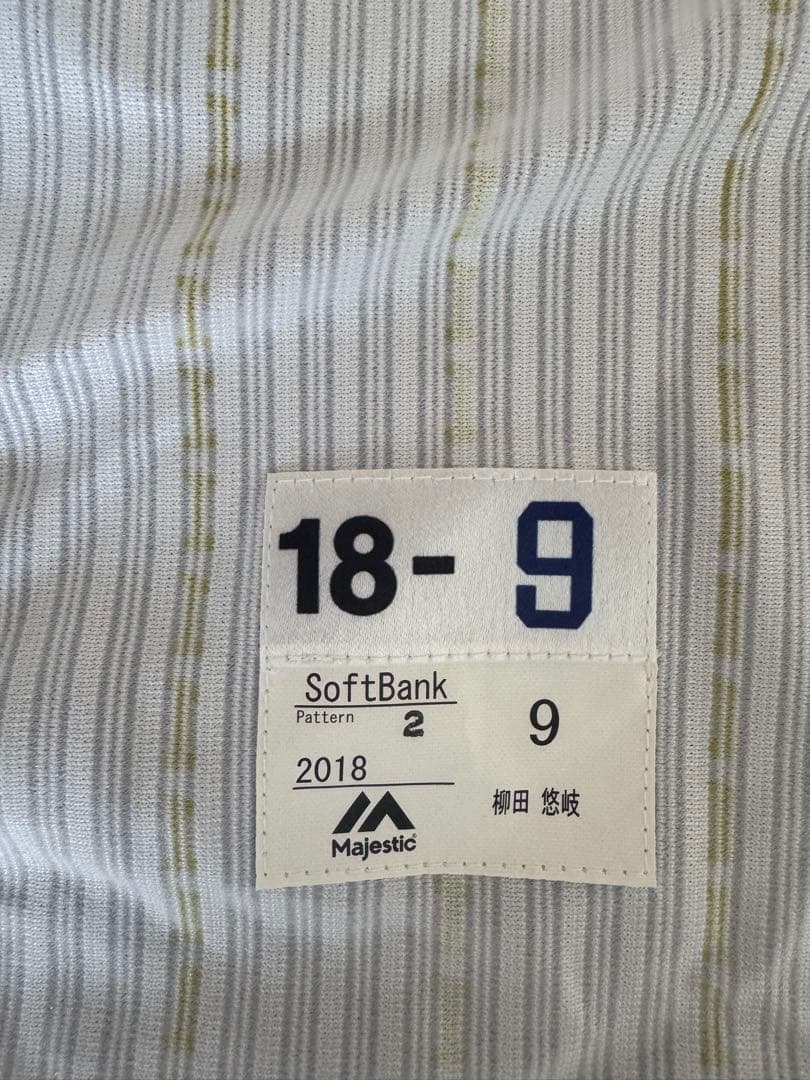 18- 9
SoftBank
Pattern 2
9
2018
柳田 悠岐
Majestic